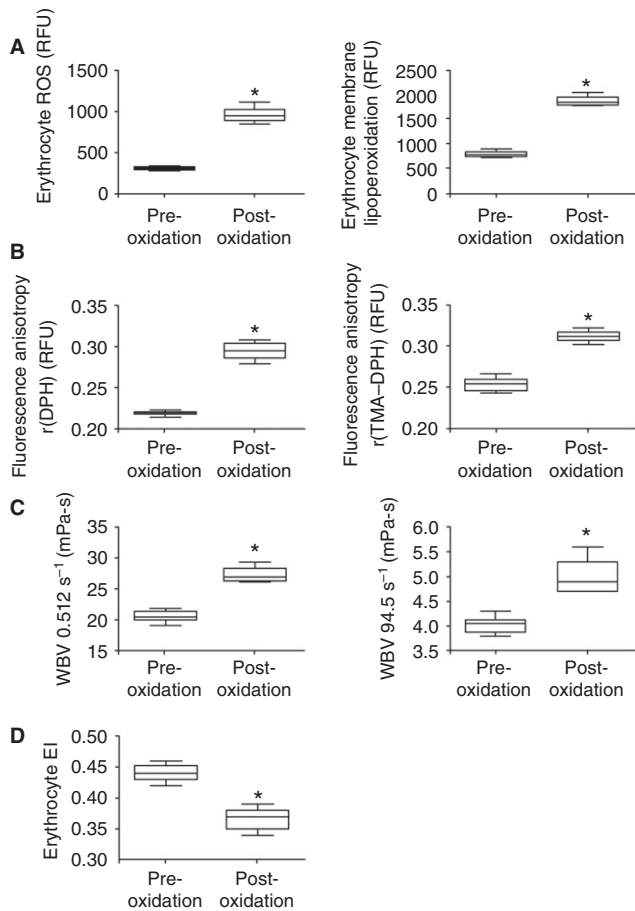 A
Erythrocyte ROS (RFU)
1500
1000
500
0
*
Pre-
oxidation
Post-
oxidation
Erythrocyte membrane
lipoperoxidation (RFU)
2500
2000
1500
1000
500
0
*
Pre-
oxidation
Post-
oxidation
B
Fluorescence anisotropy
r(DPH) (RFU)
0.35
0.30
0.25
0.20
*
Pre-
oxidation
Post-
oxidation
Fluorescence anisotropy
r(TMA–DPH) (RFU)
0.35
0.30
0.25
0.20
*
Pre-
oxidation
Post-
oxidation
C
WBV 0.512 s⁻¹ (mPa-s)
35
30
25
20
15
*
Pre-
oxidation
Post-
oxidation
WBV 94.5 s⁻¹ (mPa-s)
6.0
5.5
5.0
4.5
4.0
3.5
*
Pre-
oxidation
Post-
oxidation
D
Erythrocyte EI
0.50
0.45
0.40
0.35
0.30
*
Pre-
oxidation
Post-
oxidation